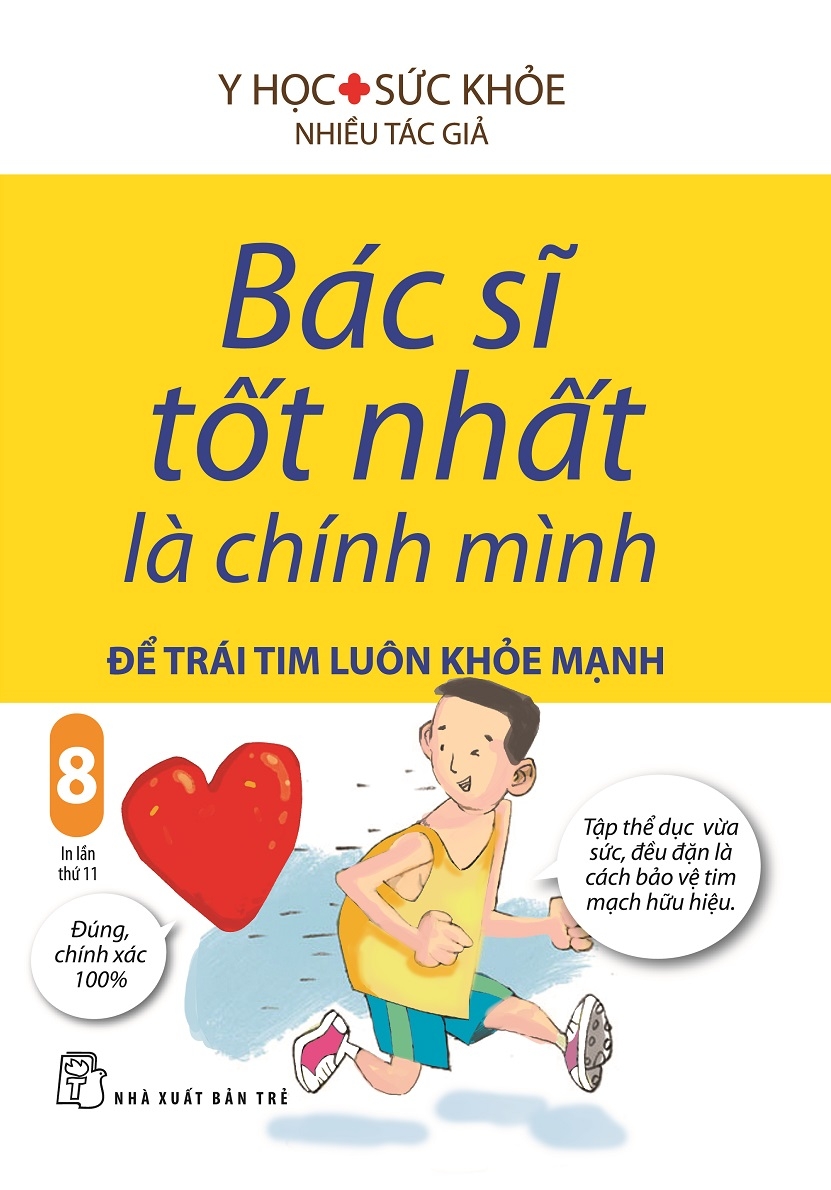 Y HỌC SỨC KHỎE
NHIỀU TÁC GIẢ
Bác sĩ
tốt nhất
là chính mình
ĐỂ TRÁI TIM LUÔN KHỎE MẠNH
8
In lần
thứ 11
Đúng,
chính xác
100%
Tập thể dục vừa
sức, đều đặn là
cách bảo vệ tim
mạch hữu hiệu.
T
NHÀ XUẤT BẢN TRẺ